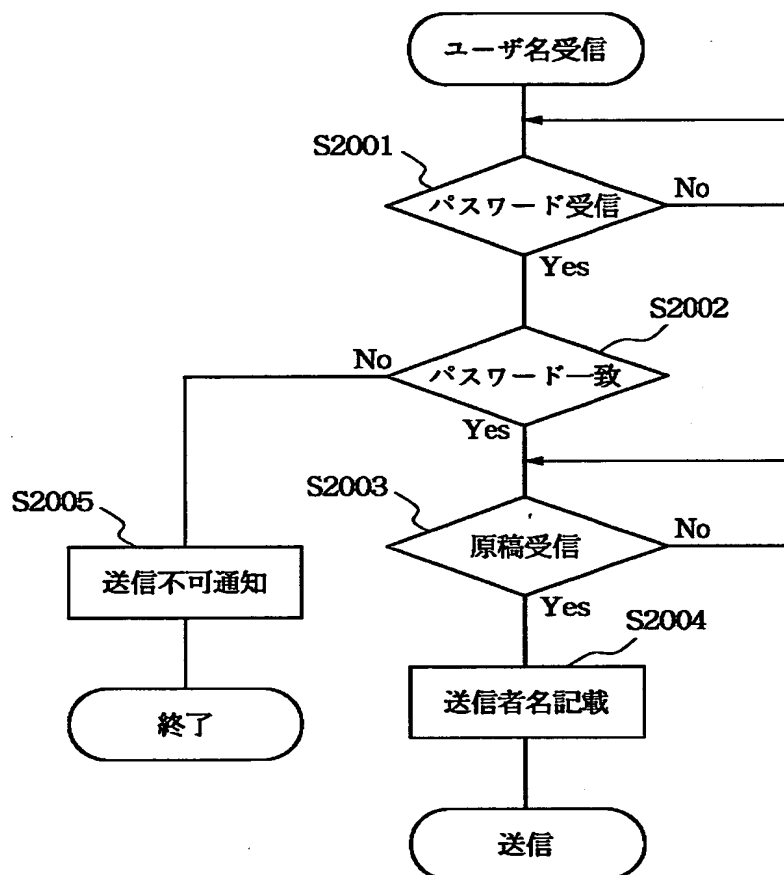 ユーザ名受信
S2001
パスワード受信
No
Yes
S2002
パスワード一致
No
Yes
S2003
原稿受信
No
Yes
S2005
送信不可通知
S2004
送信者名記載
終了
送信